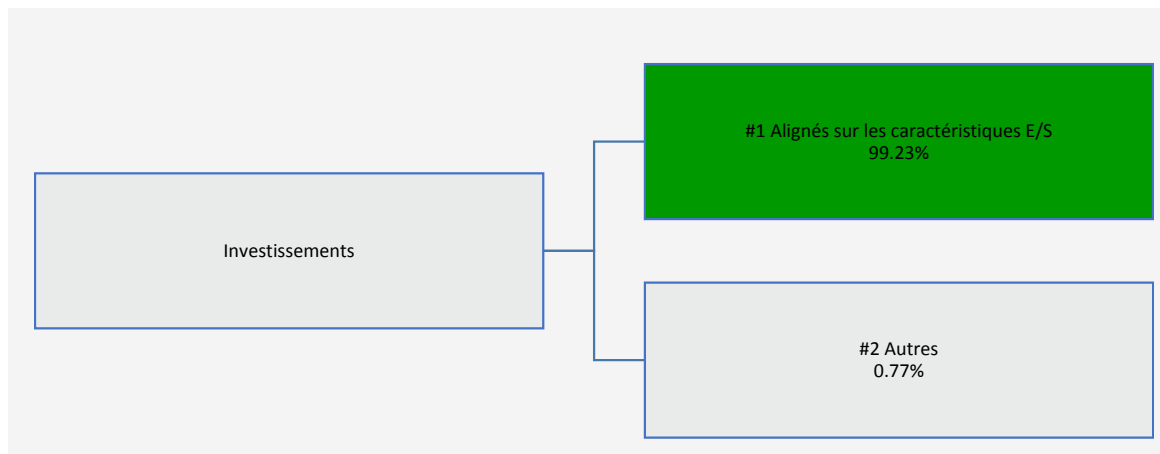 #1 Alignés sur les caractéristiques E/S
99.23%
Investissements
#2 Autres
0.77%